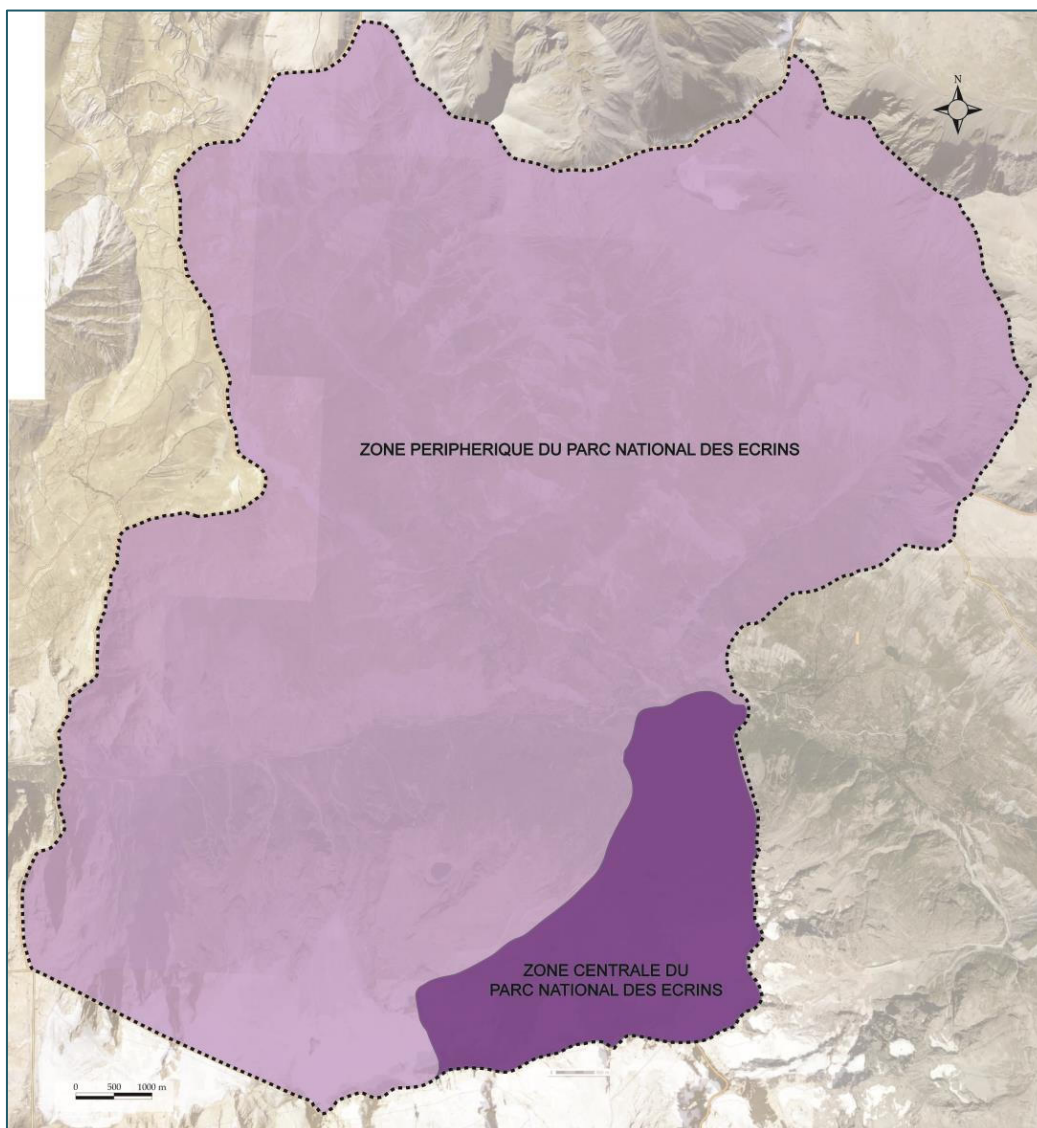 N
ZONE PERIPHERIQUE DU PARC NATIONAL DES ECRINS
ZONE CENTRALE DU
PARC NATIONAL DES ECRINS
0 500 1000 m